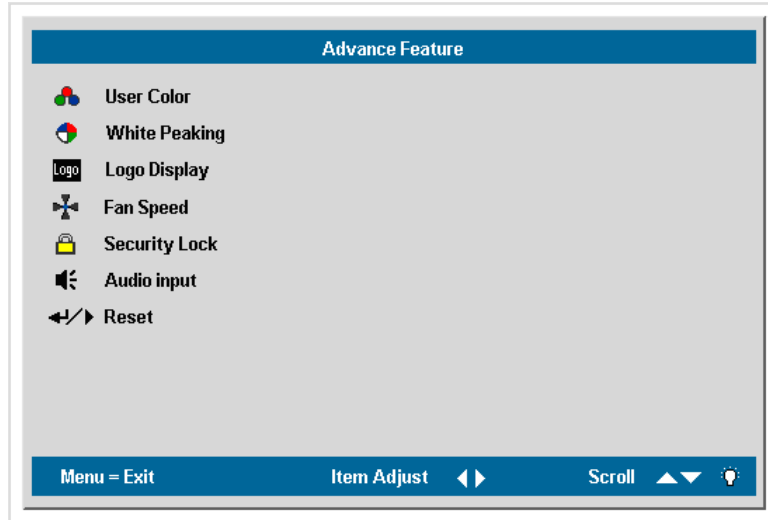 Advance Feature
User Color
White Peaking
Logo Logo Display
Fan Speed
Security Lock
Audio input
Reset
Menu = Exit Item Adjust Scroll